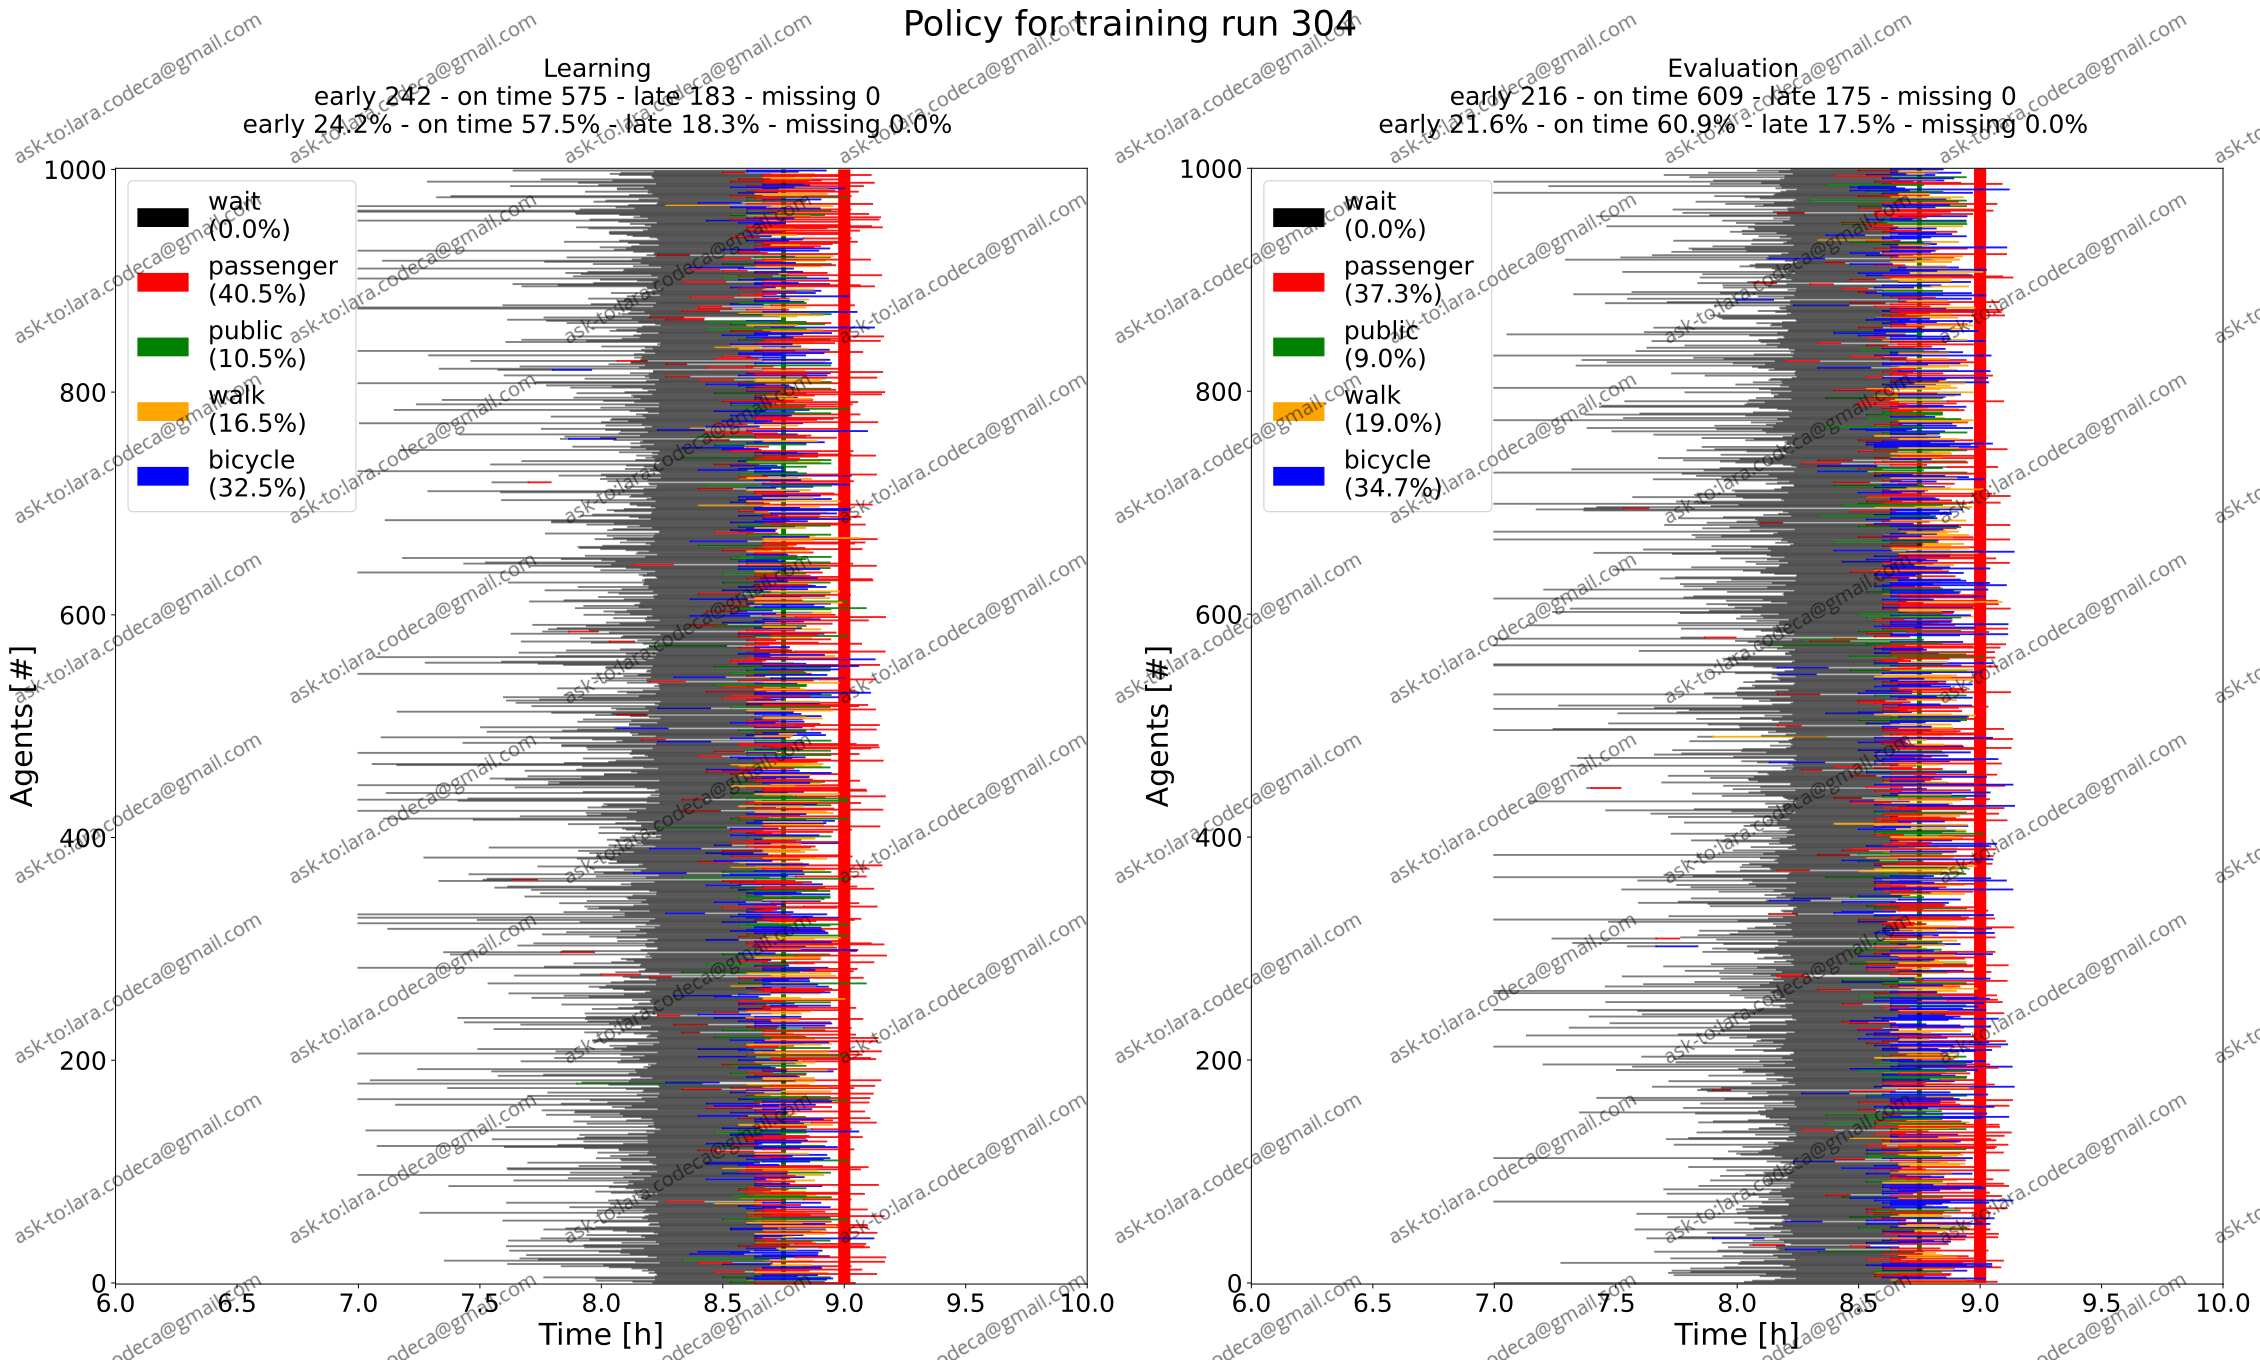 Policy for training run 304
Learning
early 242 - on time 575 - late 183 - missing 0
early 24.2% - on time 57.5% - late 18.3% - missing 0.0%
1000
800
600
400
200
0
Agents [#]
wait
(0.0%)
passenger
(40.5%)
public
(10.5%)
walk
(16.5%)
bicycle
(32.5%)
6.0 6.5 7.0 7.5 8.0 8.5 9.0 9.5 10.0
Time [h]
Evaluation
early 216 - on time 609 - late 175 - missing 0
early 21.6% - on time 60.9% - late 17.5% - missing 0.0%
1000
800
600
400
200
0
Agents [#]
wait
(0.0%)
passenger
(37.3%)
public
(9.0%)
walk
(19.0%)
bicycle
(34.7%)
6.0 6.5 7.0 7.5 8.0 8.5 9.0 9.5 10.0
Time [h]
ask-to:lara.codeca@gmail.com